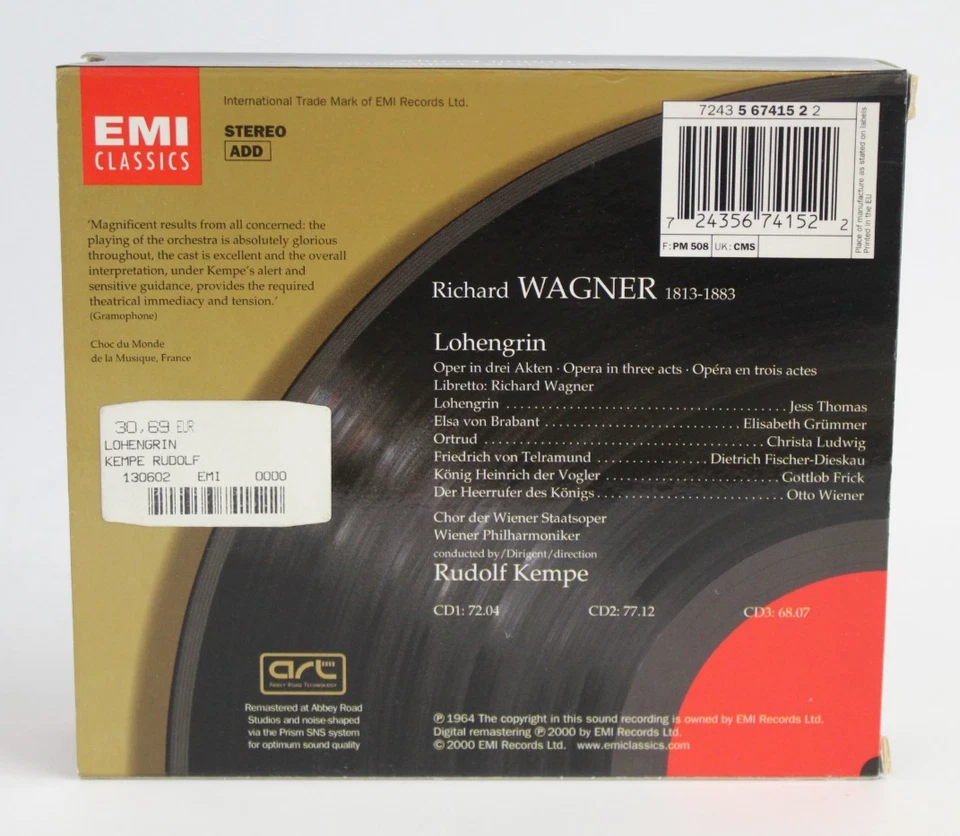 EMI
CLASSICS
International Trade Mark of EMI Records Ltd.
STEREO
ADD
7243 5 67415 2 2
7 24356 74152 2
F: PM 508 UK: CMS
Place of manufacture as stated on labels
Printed in the EU
'Magnificent results from all concerned: the
playing of the orchestra is absolutely glorious
throughout, the cast is excellent and the overall
interpretation, under Kempe's alert and
sensitive guidance, provides the required
theatrical immediacy and tension.'
(Gramophone)
Choc du Monde
de la Musique, France
30,69 EUR
LOHENGRIN
KEMPE RUDOLF
130602 EMI 0000
Richard WAGNER 1813-1883
Lohengrin
Oper in drei Akten · Opera in three acts · Opéra en trois actes
Libretto: Richard Wagner
Lohengrin ........................................ Jess Thomas
Elsa von Brabant ................................ Elisabeth Grümmer
Ortrud ........................................ Christa Ludwig
Friedrich von Telramund .................. Dietrich Fischer-Dieskau
König Heinrich der Vogler ........................ Gottlob Frick
Der Heerrufer des Königs ........................ Otto Wiener
Chor der Wiener Staatsoper
Wiener Philharmoniker
conducted by/Dirigent/direction
Rudolf Kempe
CD1: 72.04 CD2: 77.12 CD3: 68.07
art
ABBEY ROAD TECHNOLOGY
Remastered at Abbey Road
Studios and noise-shaped
via the Prism SNS system
for optimum sound quality
℗ 1964 The copyright in this sound recording is owned by EMI Records Ltd.
Digital remastering ℗ 2000 by EMI Records Ltd.
© 2000 EMI Records Ltd. www.emiclassics.com